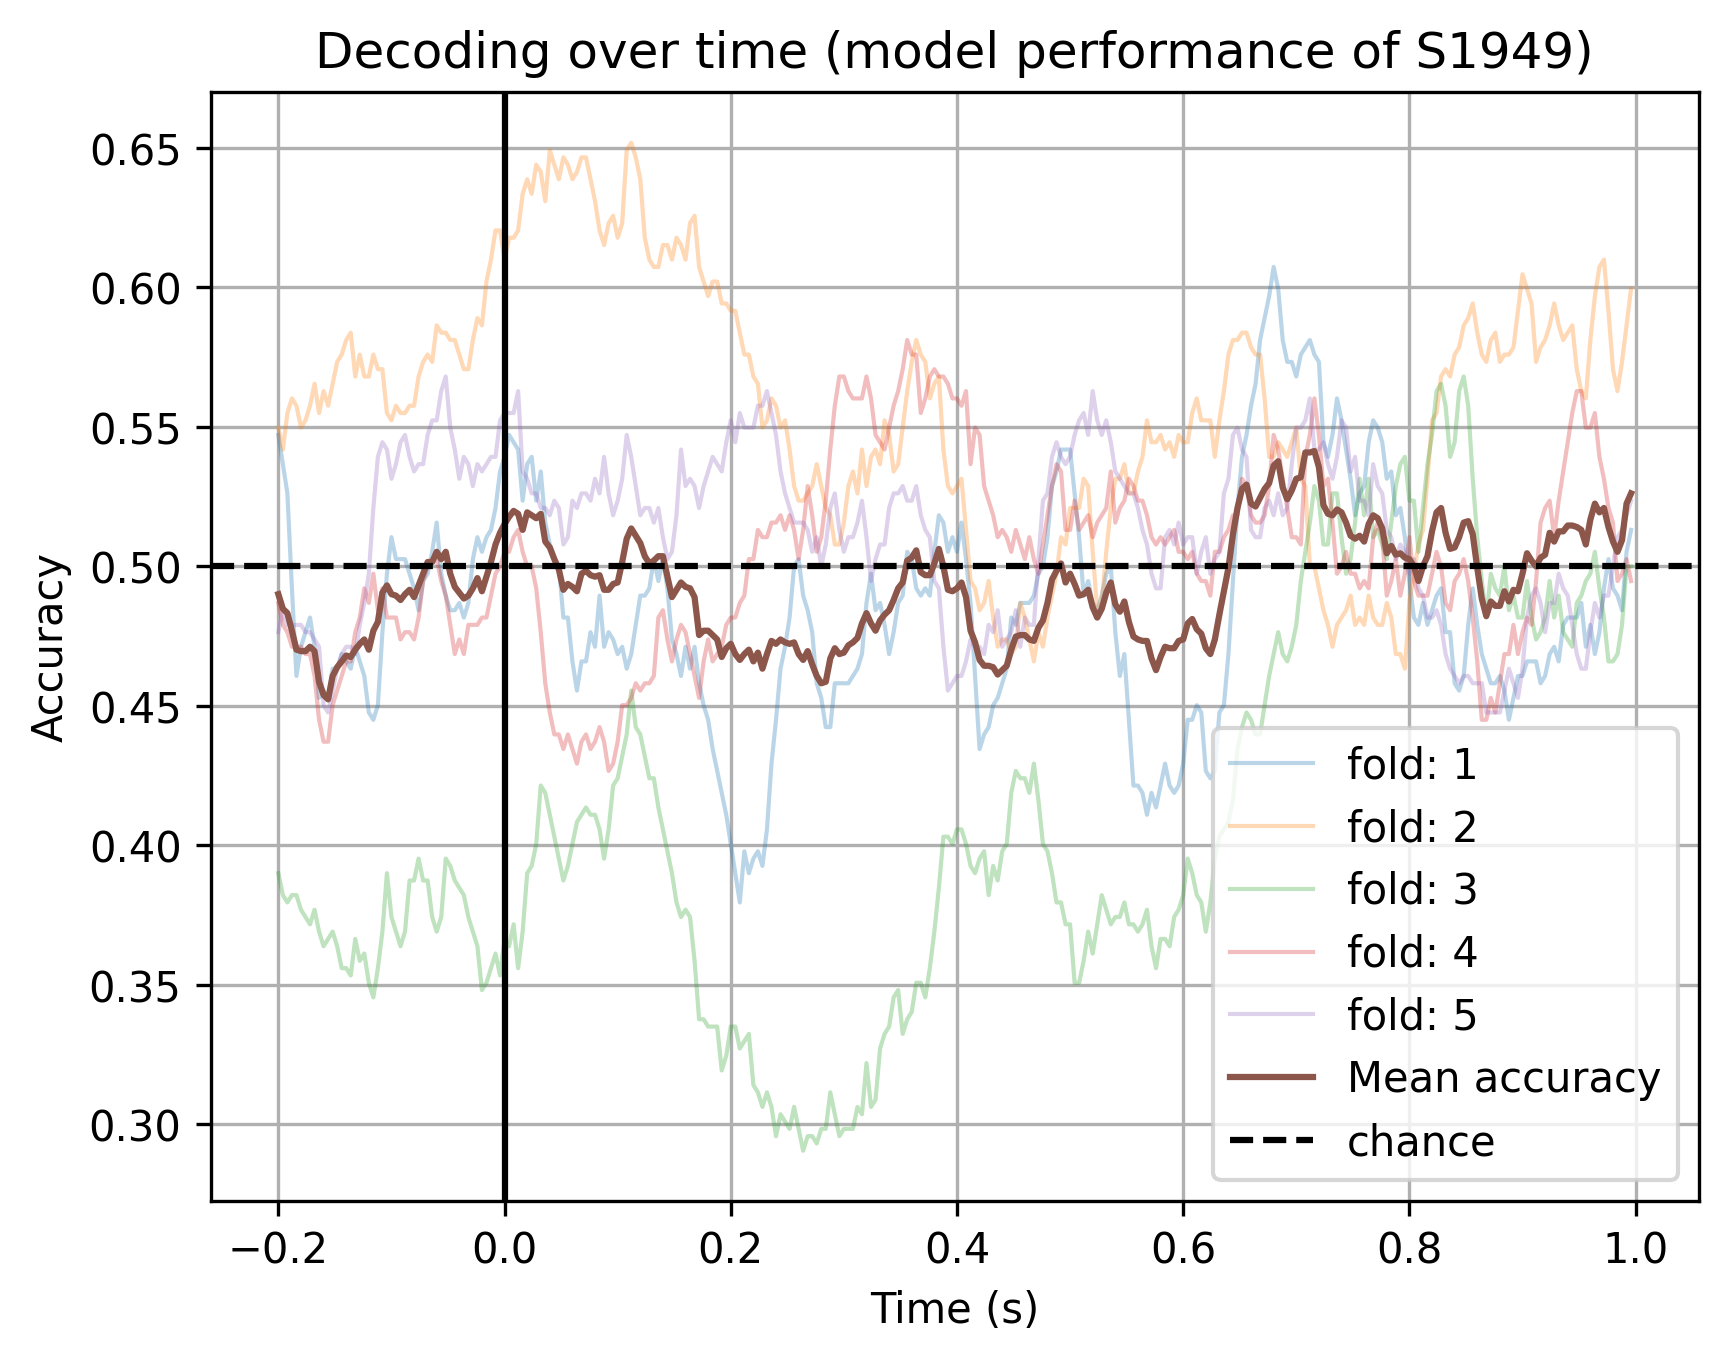 Decoding over time (model performance of S1949)
Accuracy
0.65
0.60
0.55
0.50
0.45
0.40
0.35
0.30
fold: 1
fold: 2
fold: 3
fold: 4
fold: 5
Mean accuracy
chance
−0.2 0.0 0.2 0.4 0.6 0.8 1.0
Time (s)